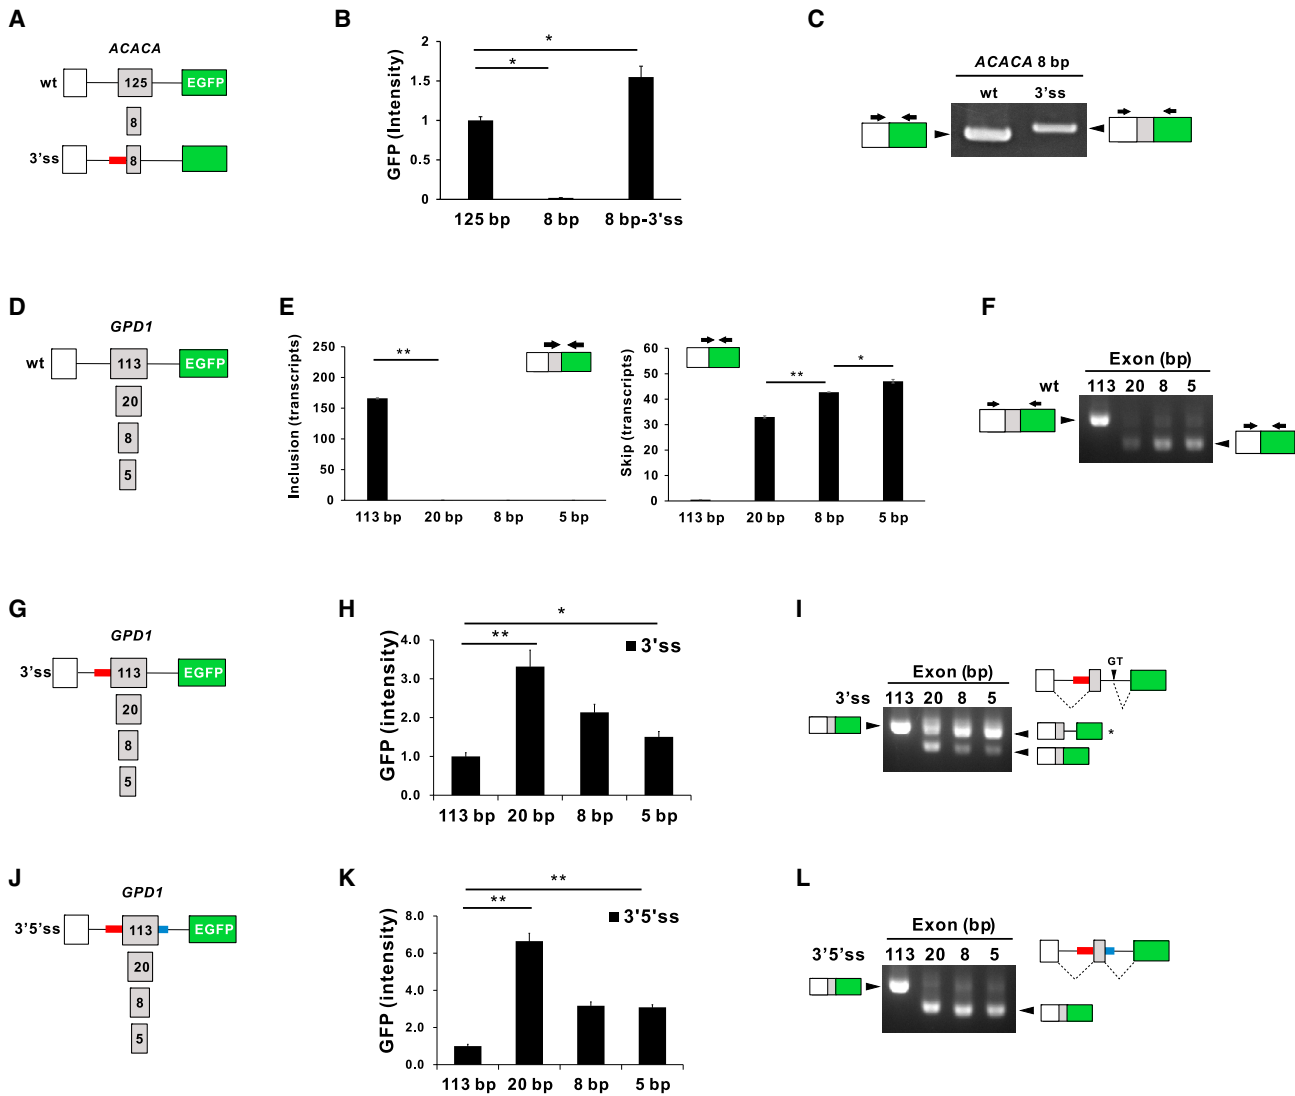 A
ACACA
wt
125
EGFP
8
3'ss
8
B
GFP (Intensity)
2
1.5
1
0.5
0
*
*
125 bp 8 bp 8 bp-3'ss
C
ACACA 8 bp
wt 3'ss
D
GPD1
wt
113
EGFP
20
8
5
E
Inclusion (transcripts)
250
200
150
100
50
0
**
113 bp 20 bp 8 bp 5 bp
Skip (transcripts)
60
50
40
30
20
10
0
**
*
113 bp 20 bp 8 bp 5 bp
F
Exon (bp)
wt
113 20 8 5
G
GPD1
3'ss
113
EGFP
20
8
5
H
GFP (intensity)
4.0
3.0
2.0
1.0
0.0
*
**
3'ss
113 bp 20 bp 8 bp 5 bp
I
Exon (bp)
3'ss 113 20 8 5
GT
*
J
GPD1
3'5'ss
113
EGFP
20
8
5
K
GFP (intensity)
8.0
6.0
4.0
2.0
0.0
**
**
3'5'ss
113 bp 20 bp 8 bp 5 bp
L
Exon (bp)
3'5'ss 113 20 8 5